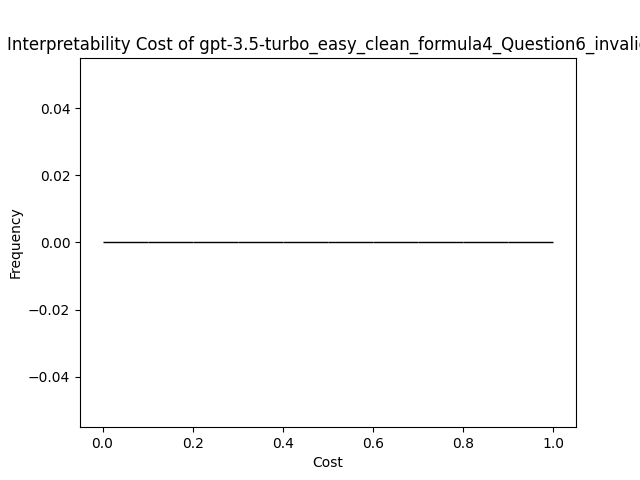 Interpretability Cost of gpt-3.5-turbo_easy_clean_formula4_Question6_invali
0.04
0.02
0.00
−0.02
−0.04
Frequency
0.0 0.2 0.4 0.6 0.8 1.0
Cost